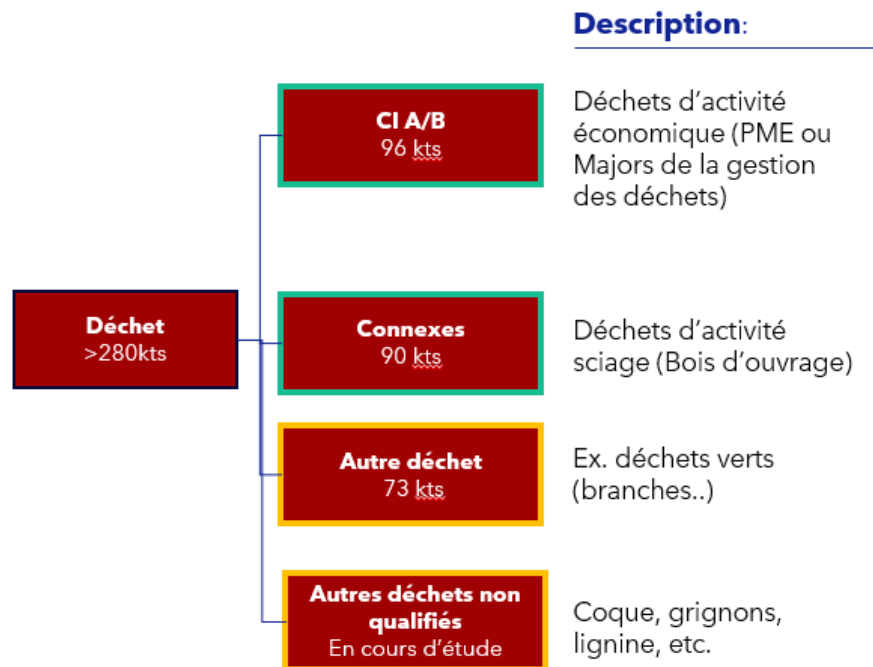 Description:
CI A/B
96 kts
Déchets d’activité
économique (PME ou
Majors de la gestion
des déchets)
Déchet
>280kts
Connexes
90 kts
Déchets d’activité
sciage (Bois d’ouvrage)
Autre déchet
73 kts
Ex. déchets verts
(branches..)
Autres déchets non
qualifiés
En cours d’étude
Coque, grignons,
lignine, etc.